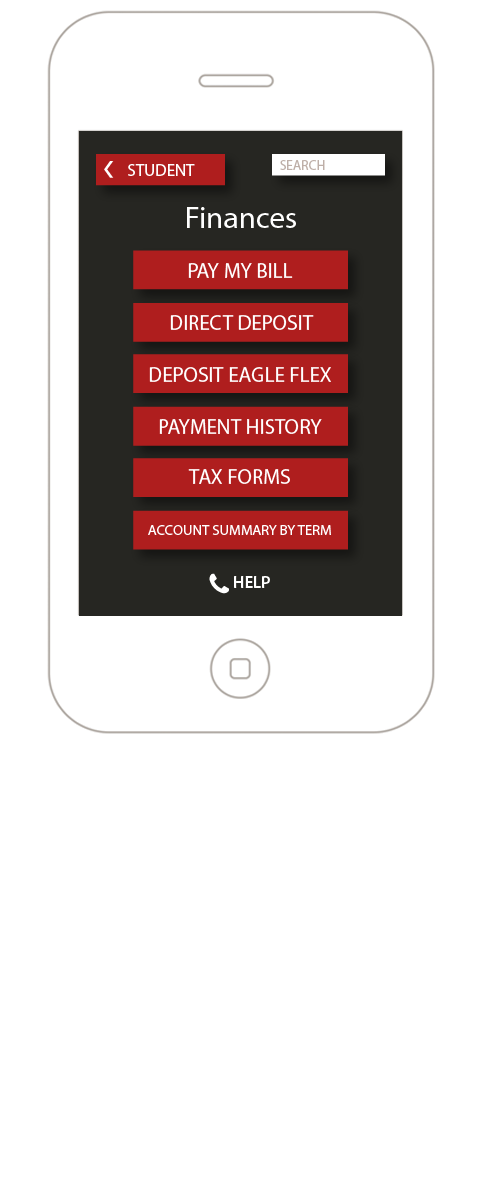 STUDENT
SEARCH
Finances
PAY MY BILL
DIRECT DEPOSIT
DEPOSIT EAGLE FLEX
PAYMENT HISTORY
TAX FORMS
ACCOUNT SUMMARY BY TERM
HELP